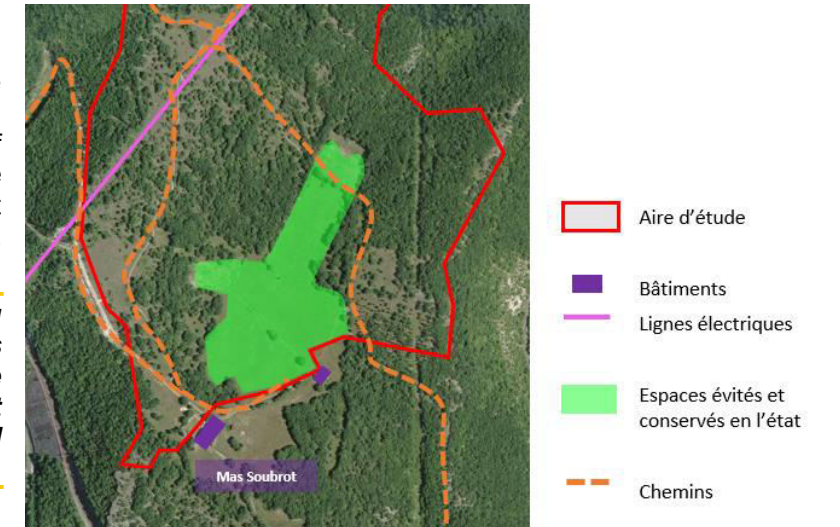 Mas Soubrot
Aire d'étude
Bâtiments
Lignes électriques
Espaces évités et
conservés en l'état
Chemins